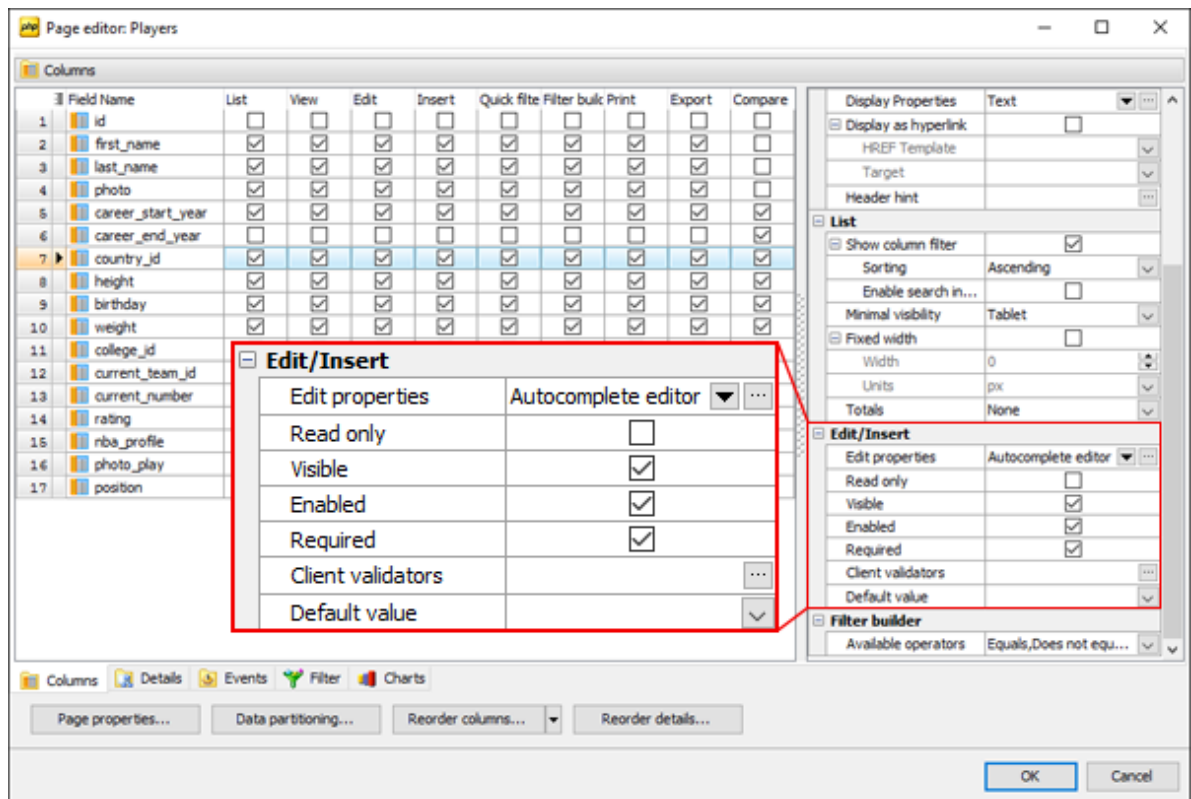 php Page editor: Players
Columns
Field Name List View Edit Insert Quick filte Filter builc Print Export Compare
1 id
2 first_name
3 last_name
4 photo
5 career_start_year
6 career_end_year
7 country_id
8 height
9 birthday
10 weight
11 college_id
12 current_team_id
13 current_number
14 rating
15 nba_profile
16 photo_play
17 position
Edit/Insert
Edit properties Autocomplete editor ...
Read only
Visible
Enabled
Required
Client validators ...
Default value
Display Properties Text ...
Display as hyperlink
HREF Template
Target
Header hint ...
List
Show column filter
Sorting Ascending
Enable search in...
Minimal visibility Tablet
Fixed width
Width 0
Units px
Totals None
Edit/Insert
Edit properties Autocomplete editor ...
Read only
Visible
Enabled
Required
Client validators ...
Default value
Filter builder
Available operators Equals,Does not equ...
Columns Details Events Filter Charts
Page properties... Data partitioning... Reorder columns... Reorder details...
OK Cancel